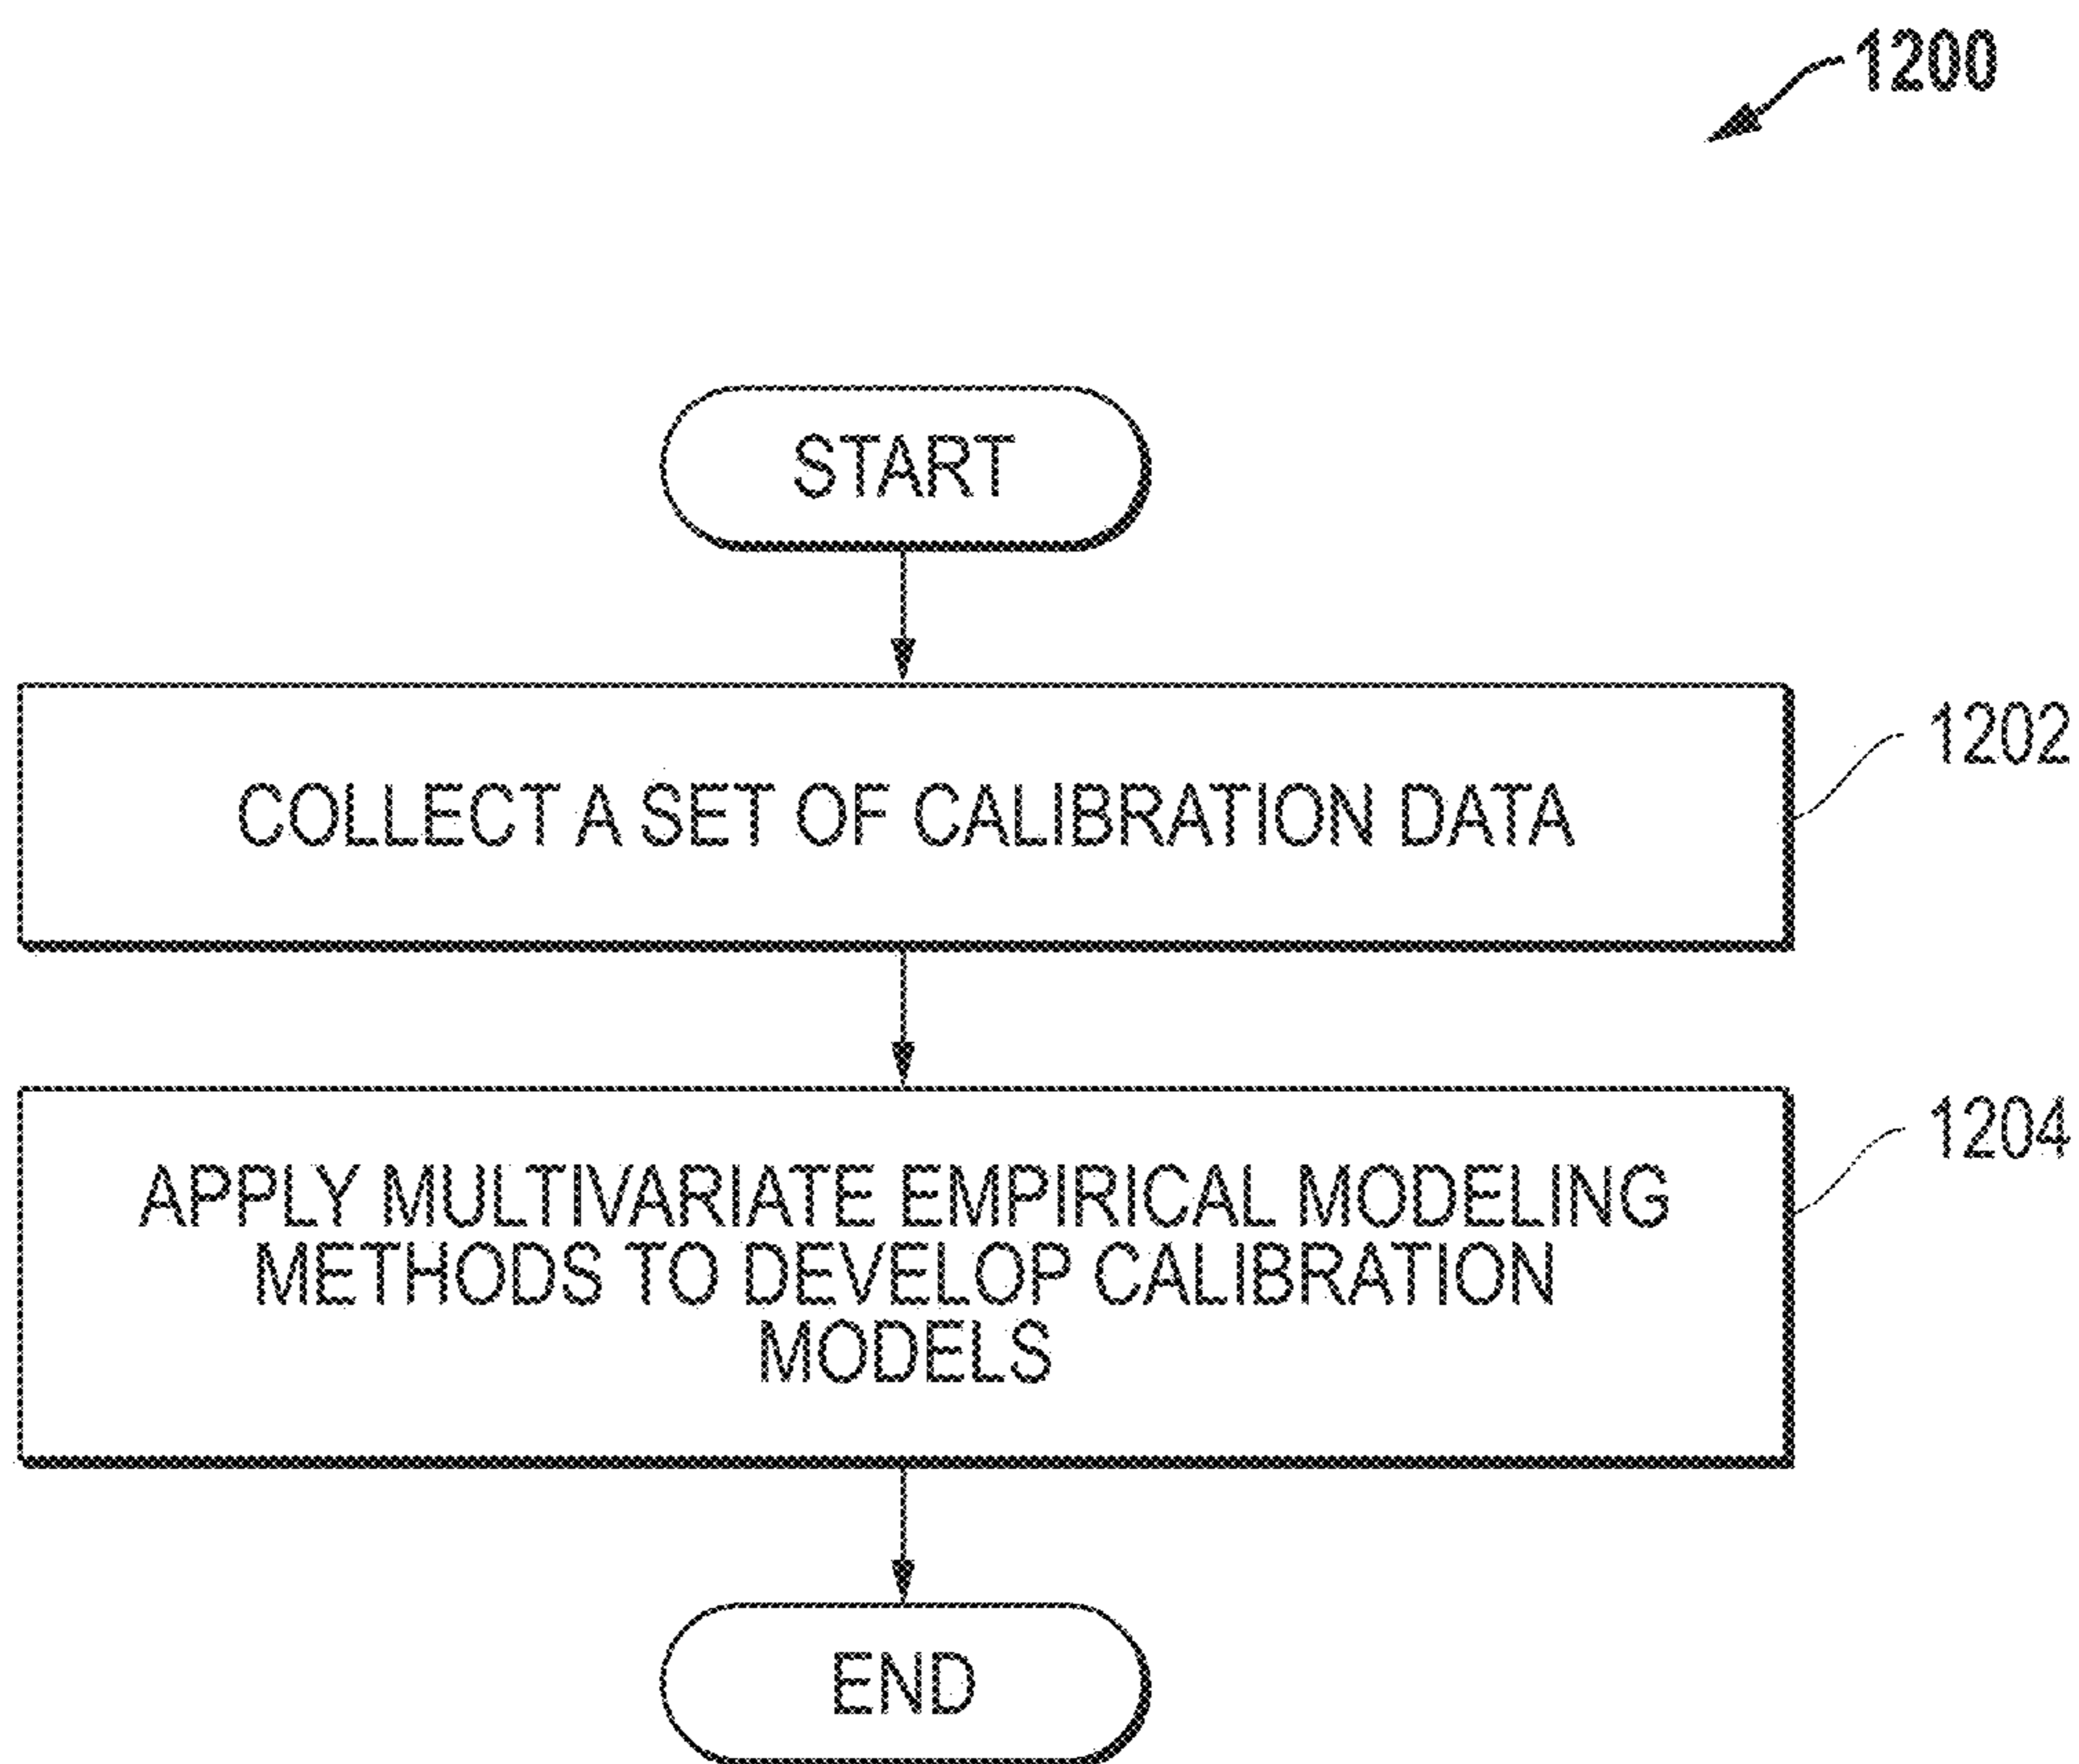 1200
START
COLLECT A SET OF CALIBRATION DATA
1202
APPLY MULTIVARIATE EMPIRICAL MODELING
METHODS TO DEVELOP CALIBRATION
MODELS
1204
END